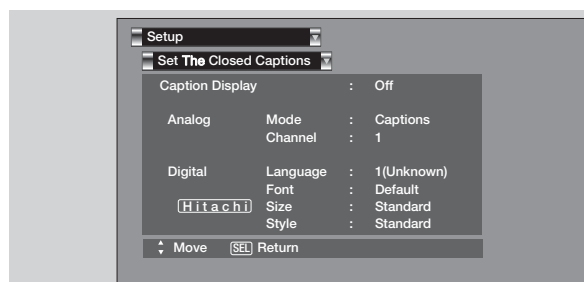 Setup
Set The Closed Captions
Caption Display : Off
Analog Mode : Captions
Channel : 1
Digital Language : 1(Unknown)
Font : Default
Hitachi Size : Standard
Style : Standard
Move SEL Return